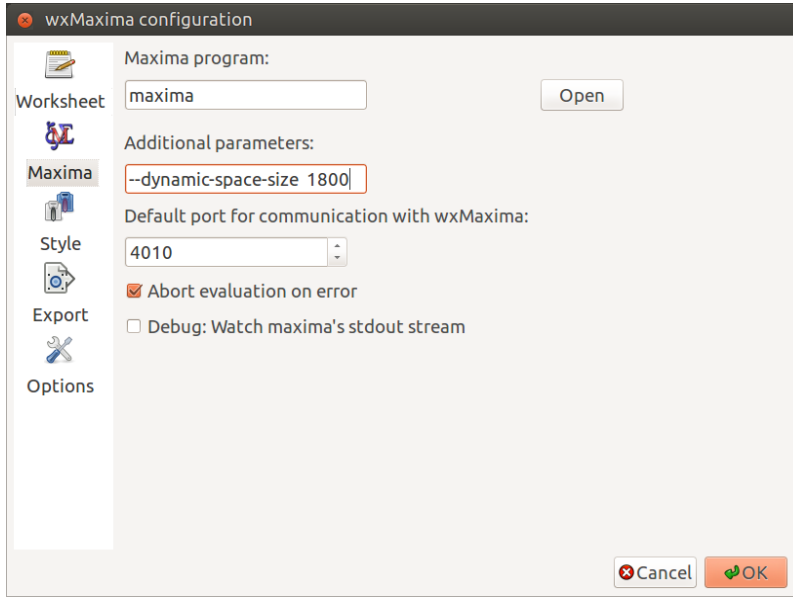 wxMaxima configuration
Worksheet
Maxima
Style
Export
Options
Maxima program:
maxima
Open
Additional parameters:
--dynamic-space-size 1800
Default port for communication with wxMaxima:
4010
Abort evaluation on error
Debug: Watch maxima's stdout stream
Cancel
OK